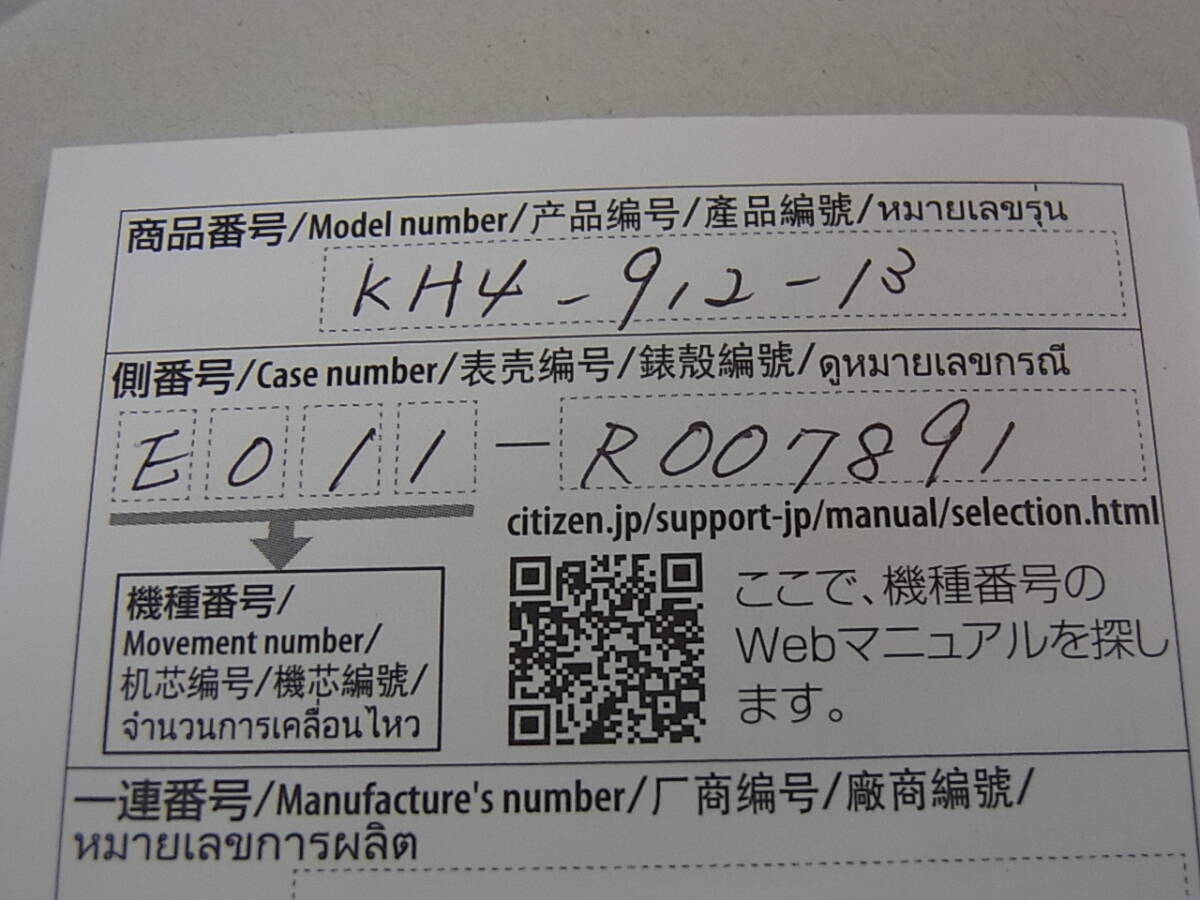 商品番号/Model number/产品编号/產品編號/หมายเลขรุ่น
KH4-912-13
側番号/Case number/表壳编号/錶殼編號/ดูหมายเลขกรณี
E011-R007891
citizen.jp/support-jp/manual/selection.html
機種番号/
Movement number/
机芯编号/機芯編號/
จำนวนการเคลื่อนไหว
ここで、機種番号の
Webマニュアルを探し
ます。
一連番号/Manufacture's number/厂商编号/廠商編號/
หมายเลขการผลิต